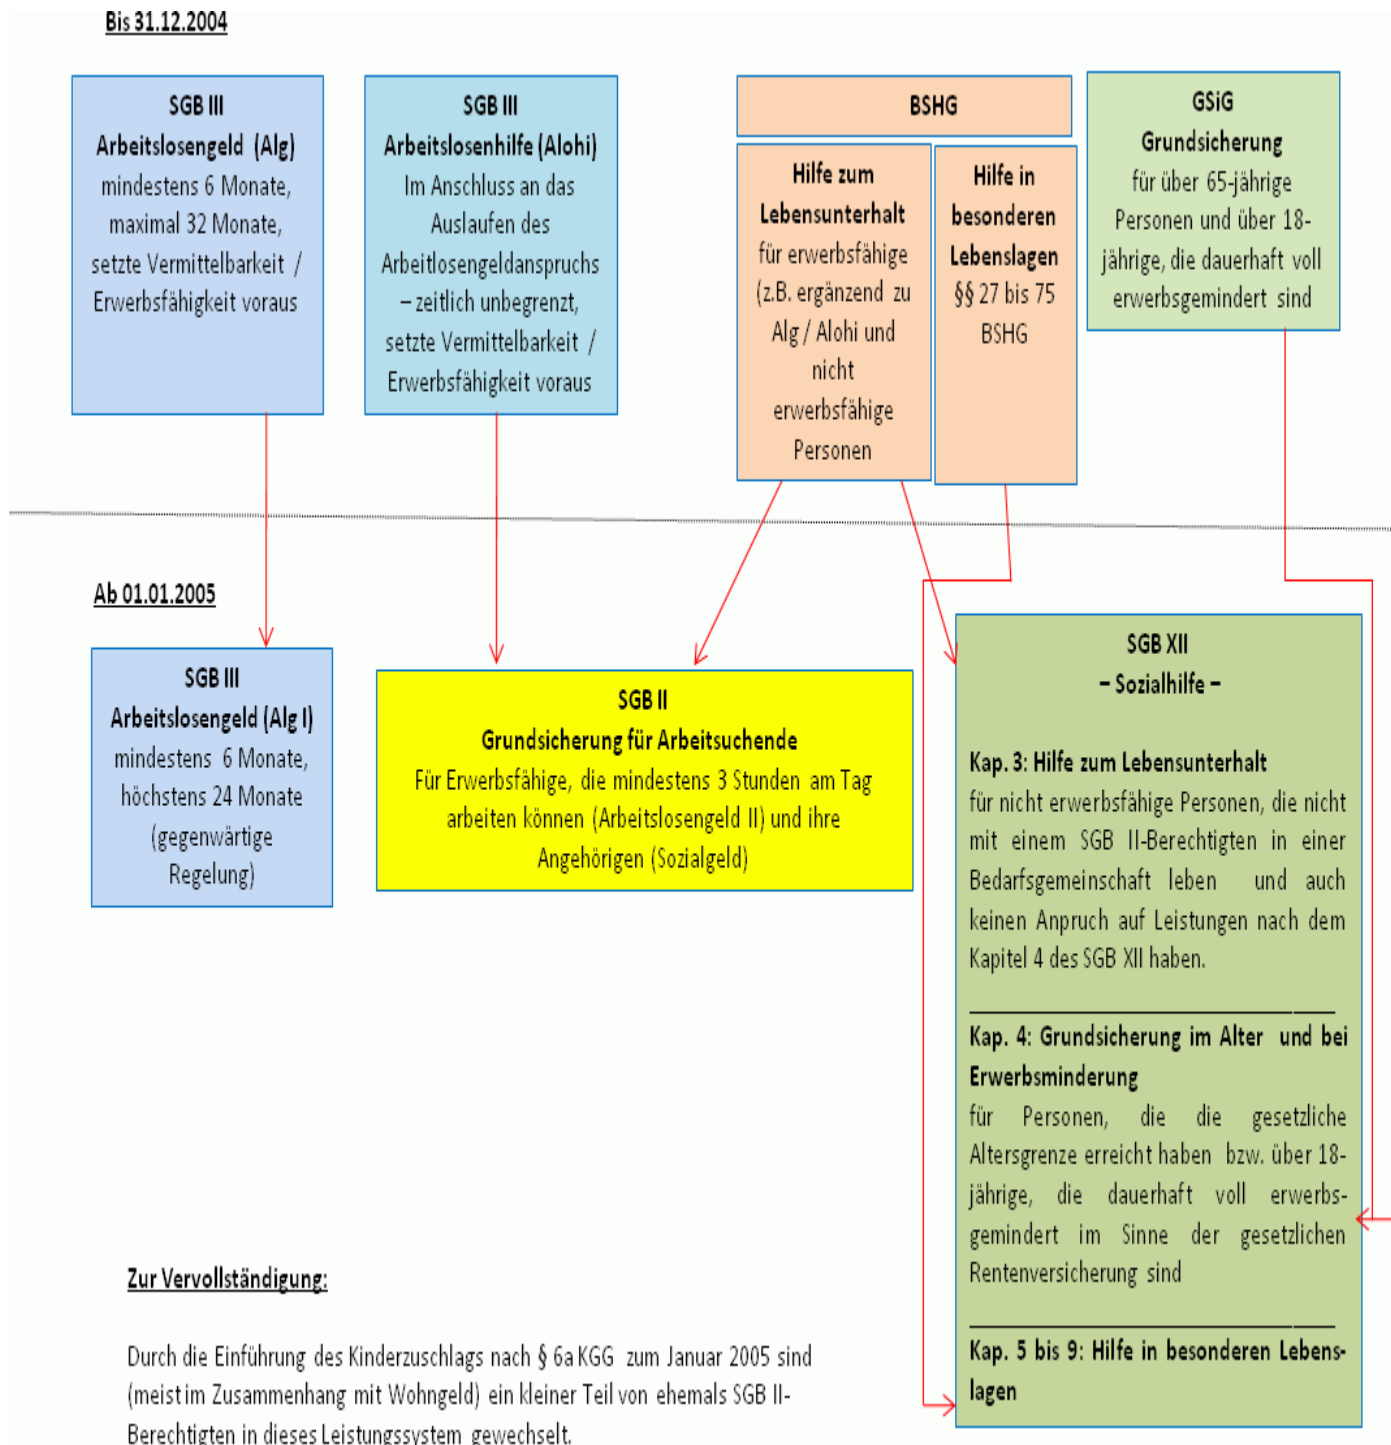 Bis 31.12.2004
SGB III
Arbeitslosengeld (Alg)
mindestens 6 Monate,
maximal 32 Monate,
setzte Vermittelbarkeit /
Erwerbsfähigkeit voraus
SGB III
Arbeitslosenhilfe (Alohi)
Im Anschluss an das
Auslaufen des
Arbeitlosengeldanspruchs
– zeitlich unbegrenzt,
setzte Vermittelbarkeit /
Erwerbsfähigkeit voraus
BSHG
Hilfe zum
Lebensunterhalt
für erwerbsfähige
(z.B. ergänzend zu
Alg / Alohi und
nicht
erwerbsfähige
Personen
Hilfe in
besonderen
Lebenslagen
§§ 27 bis 75
BSHG
GSiG
Grundsicherung
für über 65-jährige
Personen und über 18-
jährige, die dauerhaft voll
erwerbsgemindert sind
Ab 01.01.2005
SGB III
Arbeitslosengeld (Alg I)
mindestens 6 Monate,
höchstens 24 Monate
(gegenwärtige
Regelung)
SGB II
Grundsicherung für Arbeitsuchende
Für Erwerbsfähige, die mindestens 3 Stunden am Tag
arbeiten können (Arbeitslosengeld II) und ihre
Angehörigen (Sozialgeld)
SGB XII
– Sozialhilfe –
Kap. 3: Hilfe zum Lebensunterhalt
für nicht erwerbsfähige Personen, die nicht
mit einem SGB II-Berechtigten in einer
Bedarfsgemeinschaft leben und auch
keinen Anpruch auf Leistungen nach dem
Kapitel 4 des SGB XII haben.
Kap. 4: Grundsicherung im Alter und bei
Erwerbsminderung
für Personen, die die gesetzliche
Altersgrenze erreicht haben bzw. über 18-
jährige, die dauerhaft voll erwerbs-
gemindert im Sinne der gesetzlichen
Rentenversicherung sind
Kap. 5 bis 9: Hilfe in besonderen Lebens-
lagen
Zur Vervollständigung:
Durch die Einführung des Kinderzuschlags nach § 6a KGG zum Januar 2005 sind
(meist im Zusammenhang mit Wohngeld) ein kleiner Teil von ehemals SGB II-
Berechtigten in dieses Leistungssystem gewechselt.